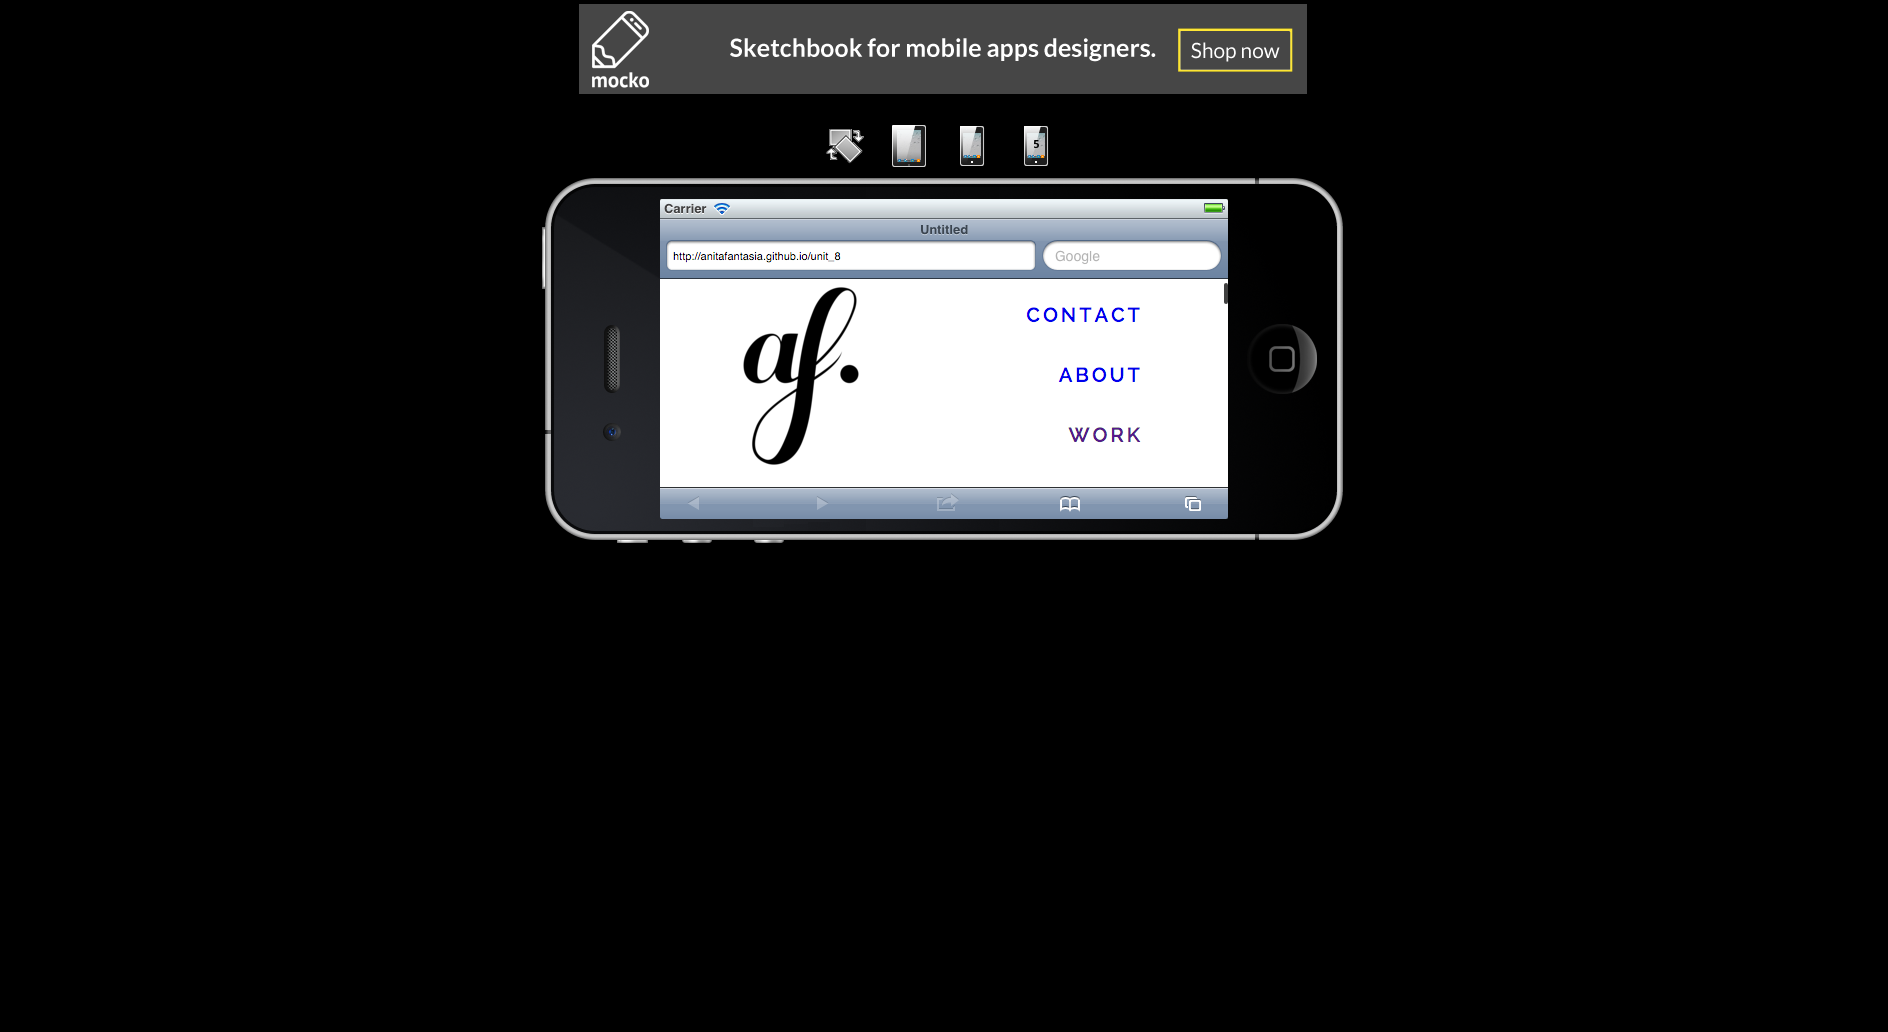 mocko
Sketchbook for mobile apps designers.
Shop now
5
Carrier
Untitled
http://anitafantasia.github.io/unit_8
Google
af.
CONTACT
ABOUT
WORK